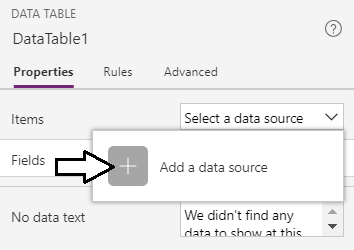 DATA TABLE
DataTable1
?
Properties Rules Advanced
Items Select a data source
Fields Add a data source
No data text We didn't find any
data to show at this